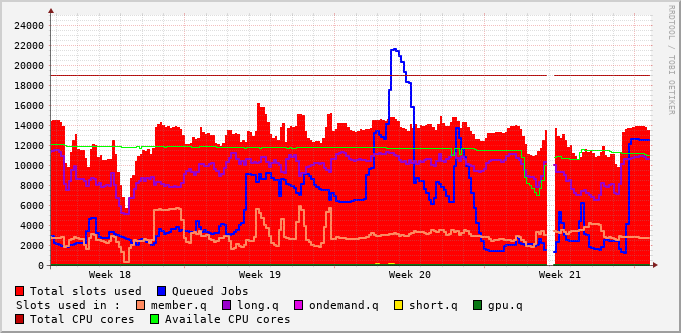 24000
22000
20000
18000
16000
14000
12000
10000
8000
6000
4000
2000
0
Week 18 Week 19 Week 20 Week 21
RRDTOOL / TOBI OETIKER
Total slots used Queued Jobs
Slots used in : member.q long.q ondemand.q short.q gpu.q
Total CPU cores Availale CPU cores